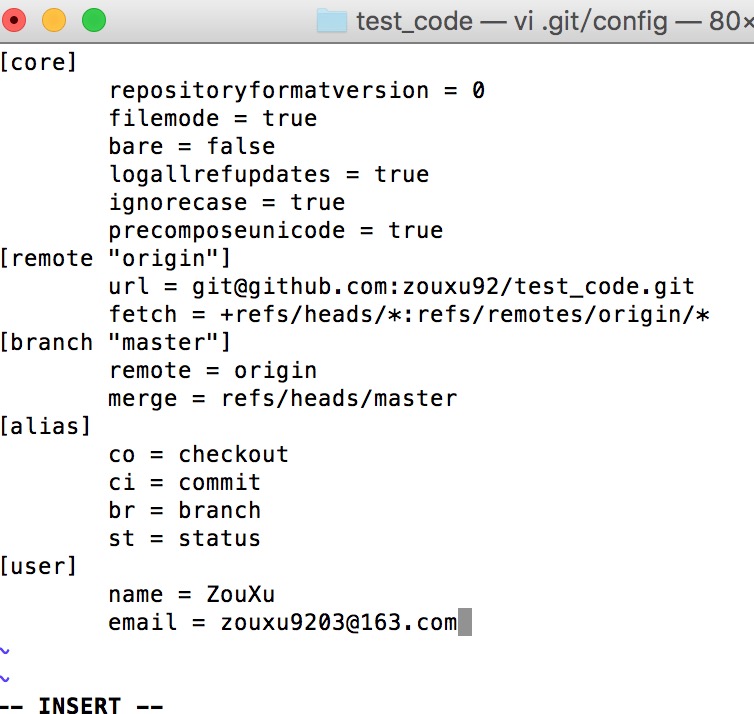 test_code — vi .git/config — 80×
[core]
        repositoryformatversion = 0
        filemode = true
        bare = false
        logallrefupdates = true
        ignorecase = true
        precomposeunicode = true
[remote "origin"]
        url = git@github.com:zouxu92/test_code.git
        fetch = +refs/heads/*:refs/remotes/origin/*
[branch "master"]
        remote = origin
        merge = refs/heads/master
[alias]
        co = checkout
        ci = commit
        br = branch
        st = status
[user]
        name = ZouXu
        email = zouxu9203@163.com
~
~
-- INSERT --